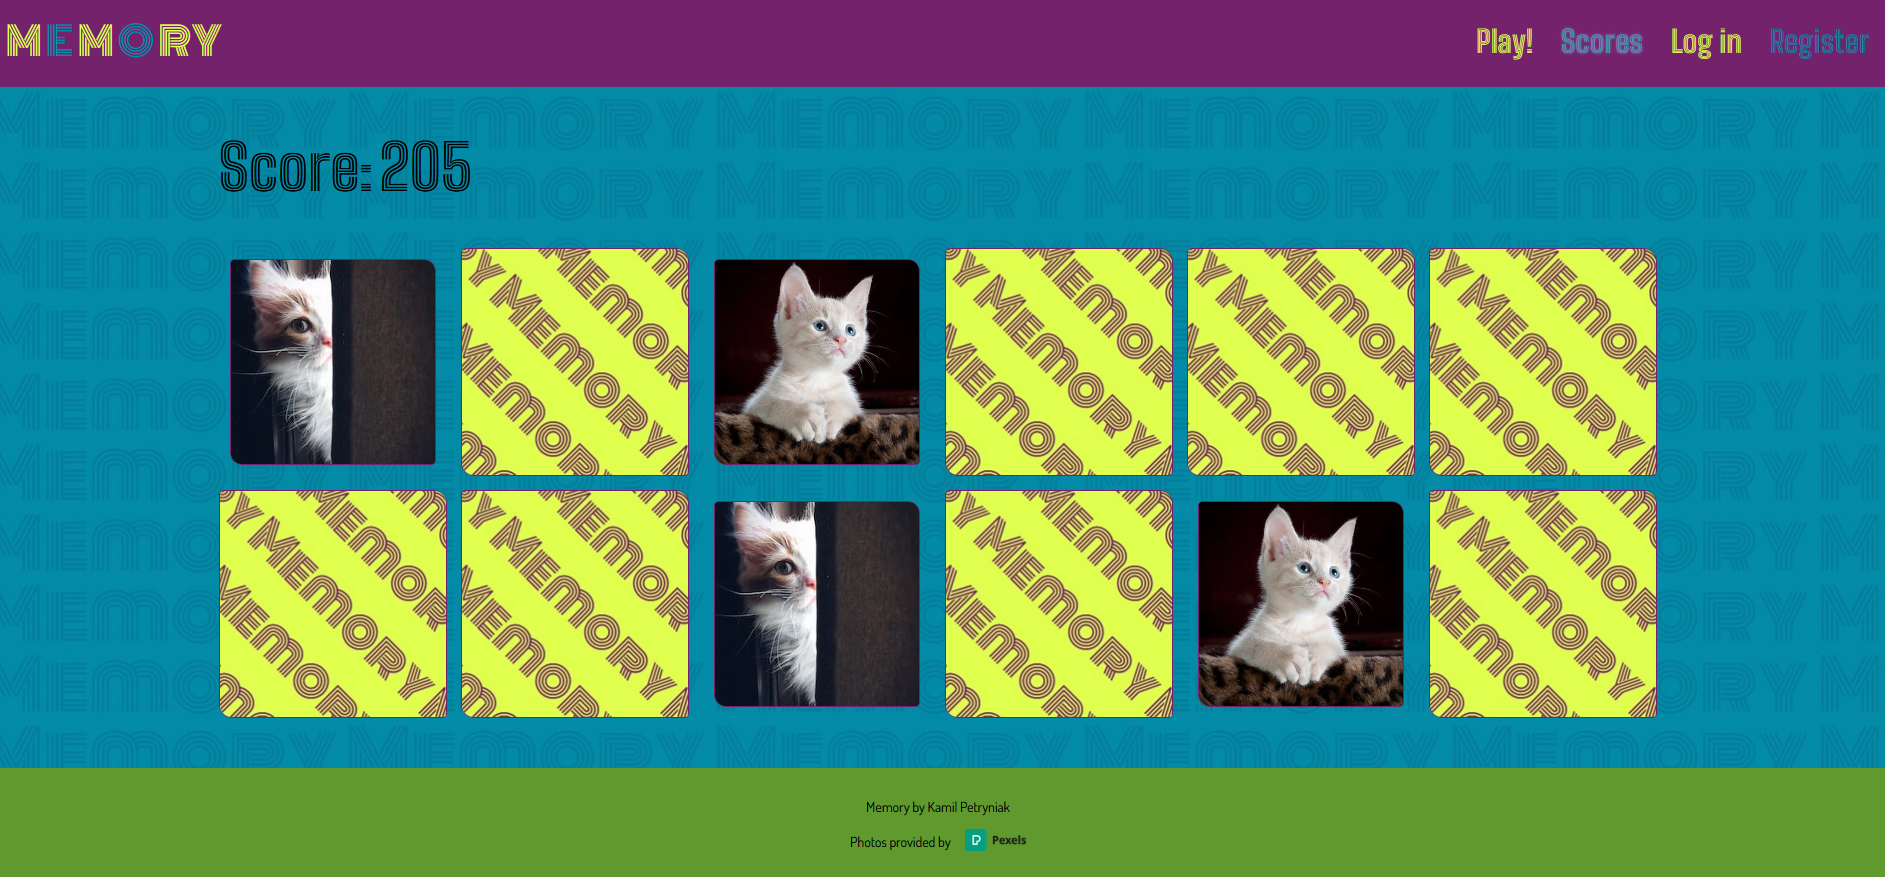 MEMORY
Play! Scores Log in Register
Score: 205
Memory by Kamil Petryniak
Photos provided by Pexels